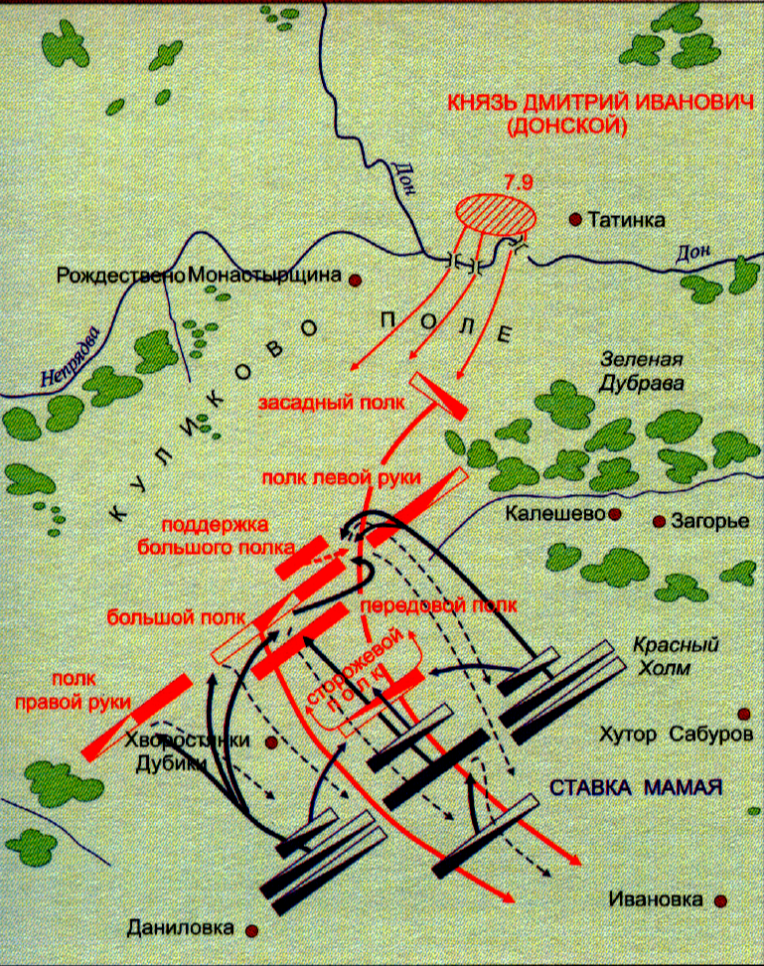 КНЯЗЬ ДМИТРИЙ ИВАНОВИЧ
(ДОНСКОЙ)
Дон
7.9
Татинка
Дон
Рождествено Монастырщина
Непрядва
КУЛИКОВО ПОЛЕ
Зеленая
Дубрава
засадный полк
полк левой руки
Калешево
Загорье
поддержка
большого полка
большой полк
передовой полк
сторожевой
полк
Красный
Холм
полк
правой руки
Хутор Сабуров
Хворостянки
Дубики
СТАВКА МАМАЯ
Ивановка
Даниловка